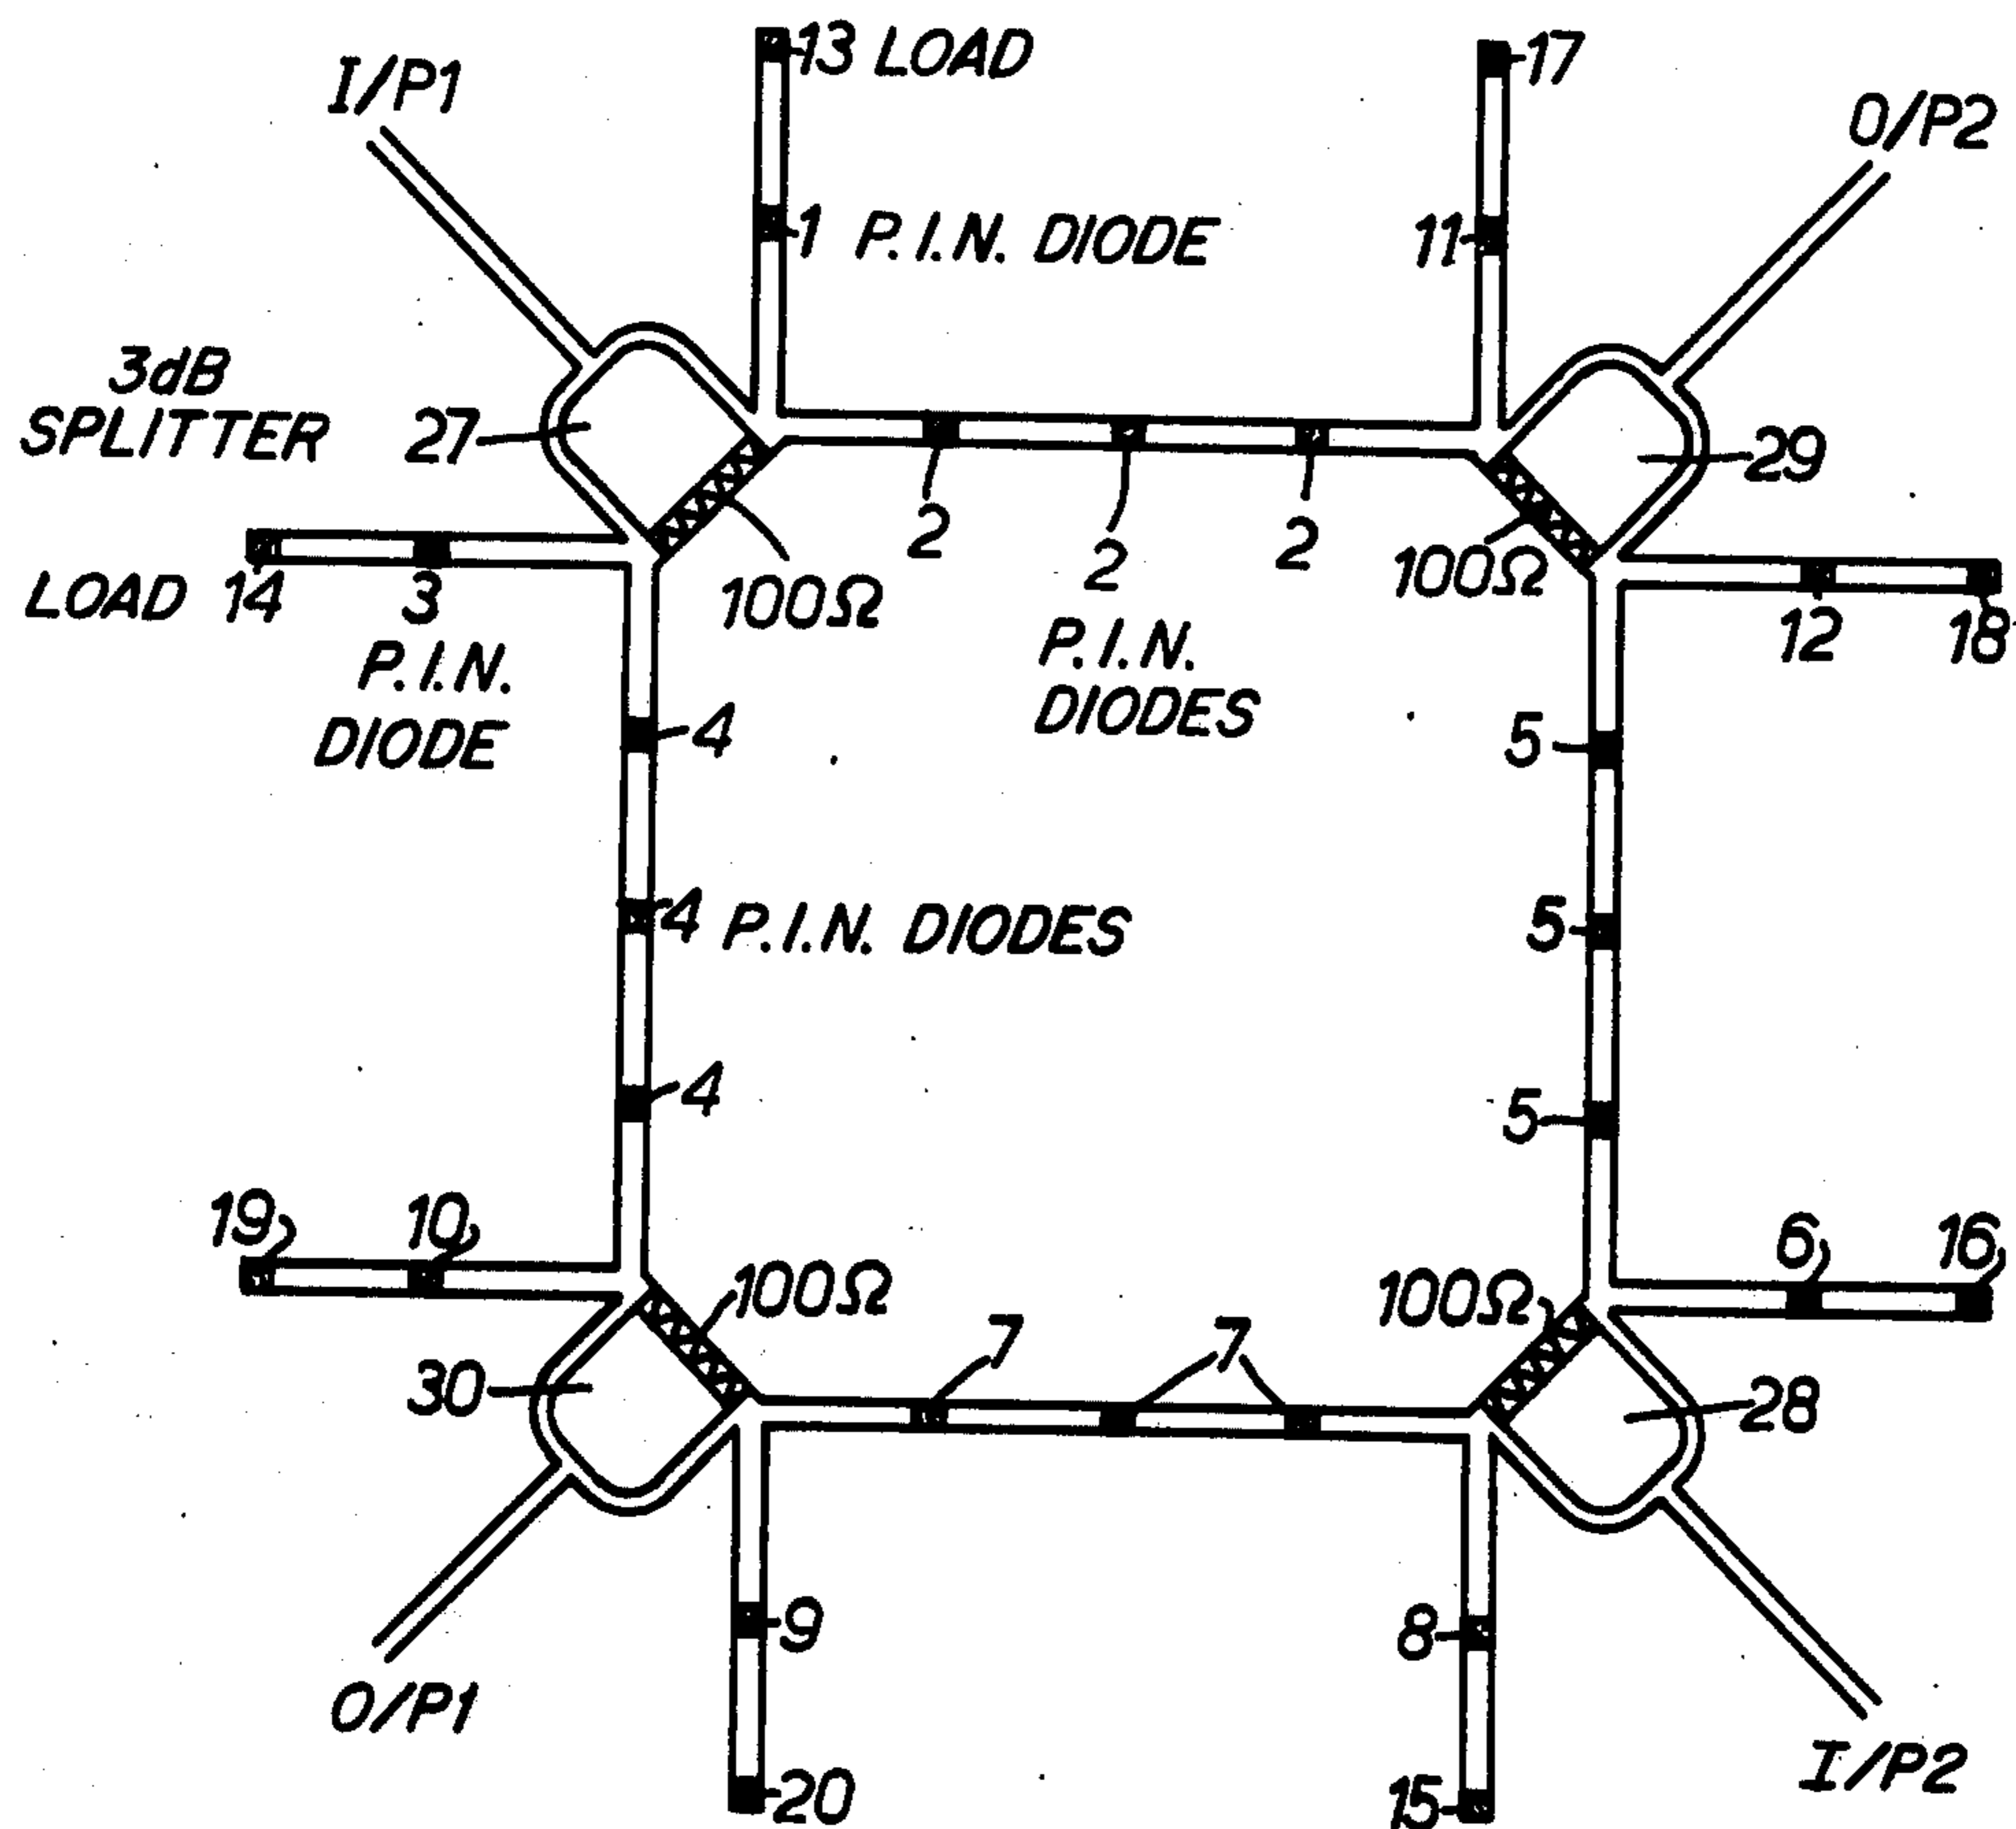 I/P1
13 LOAD
17
O/P2
1 P.I.N. DIODE
11
3dB
SPLITTER
27
29
2
2
2
100Ω
100Ω
LOAD 14
3
12
18
P.I.N.
DIODE
P.I.N.
DIODES
4
5
4 P.I.N. DIODES
5
4
5
19
10
6
16
100Ω
100Ω
7
7
30
28
9
8
O/P1
20
15
I/P2